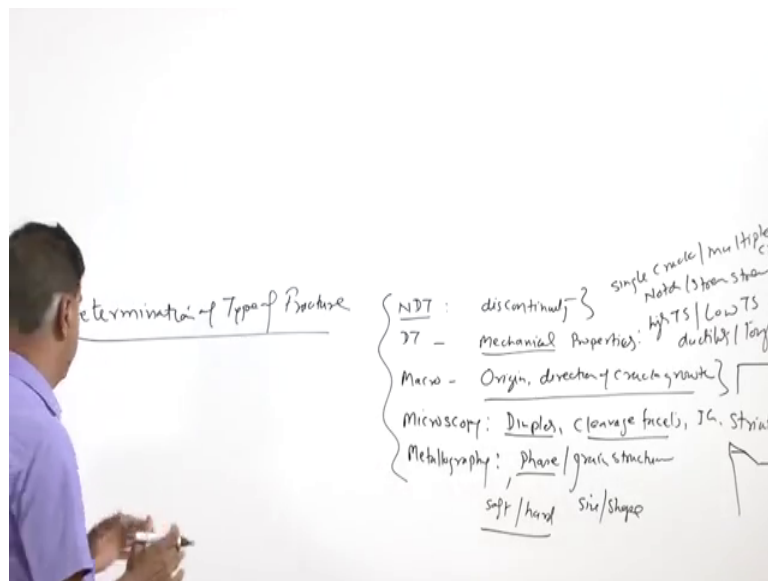 etermination of Type of Fracture
NDT : discontinuity } single crack / multiple
Notch / stress
DT - Mechanical Properties: high TS / Low TS
ductility / Toug
Macro - Origin, direction of crack growth }
Microscopy: Dimples, cleavage facets, IG, Stria
Metallography: phase / grain structure
soft / hard size / shape